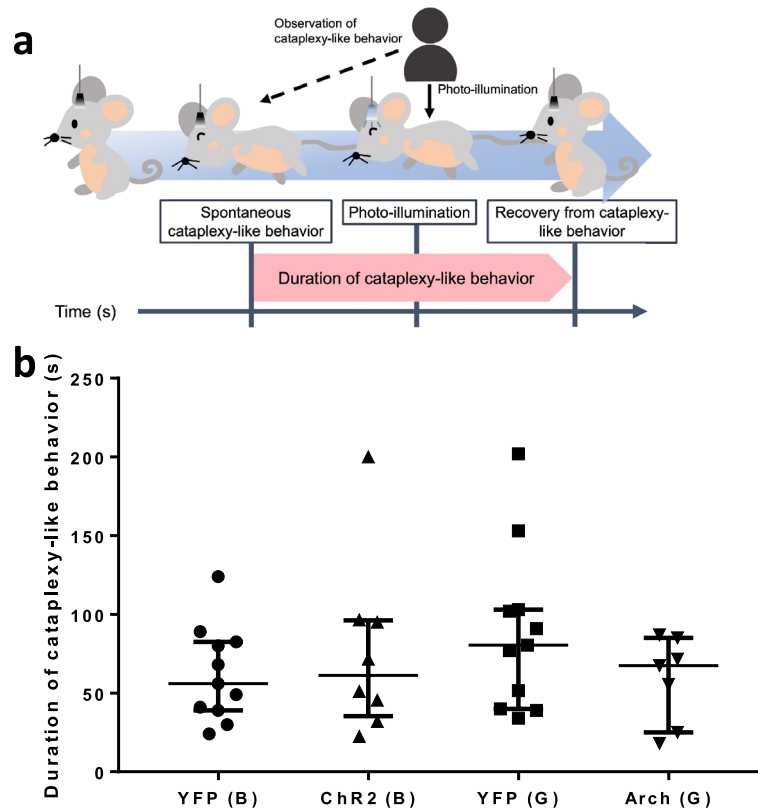 a
Observation of
cataplexy-like behavior
Photo-illumination
Spontaneous
cataplexy-like behavior
Photo-illumination
Recovery from cataplexy-
like behavior
Duration of cataplexy-like behavior
Time (s)
b
Duration of cataplexy-like behavior (s)
250
200
150
100
50
0
YFP (B)
ChR2 (B)
YFP (G)
Arch (G)